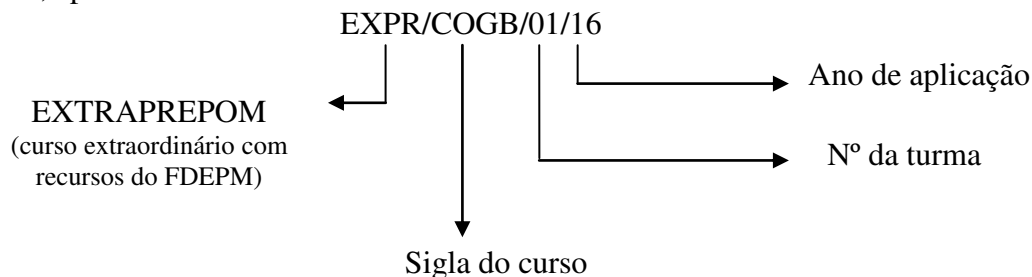 EXPR/COGB/01/16
Ano de aplicação
EXTRAPREPOM
(curso extraordinário com
recursos do FDEPM)
Nº da turma
Sigla do curso